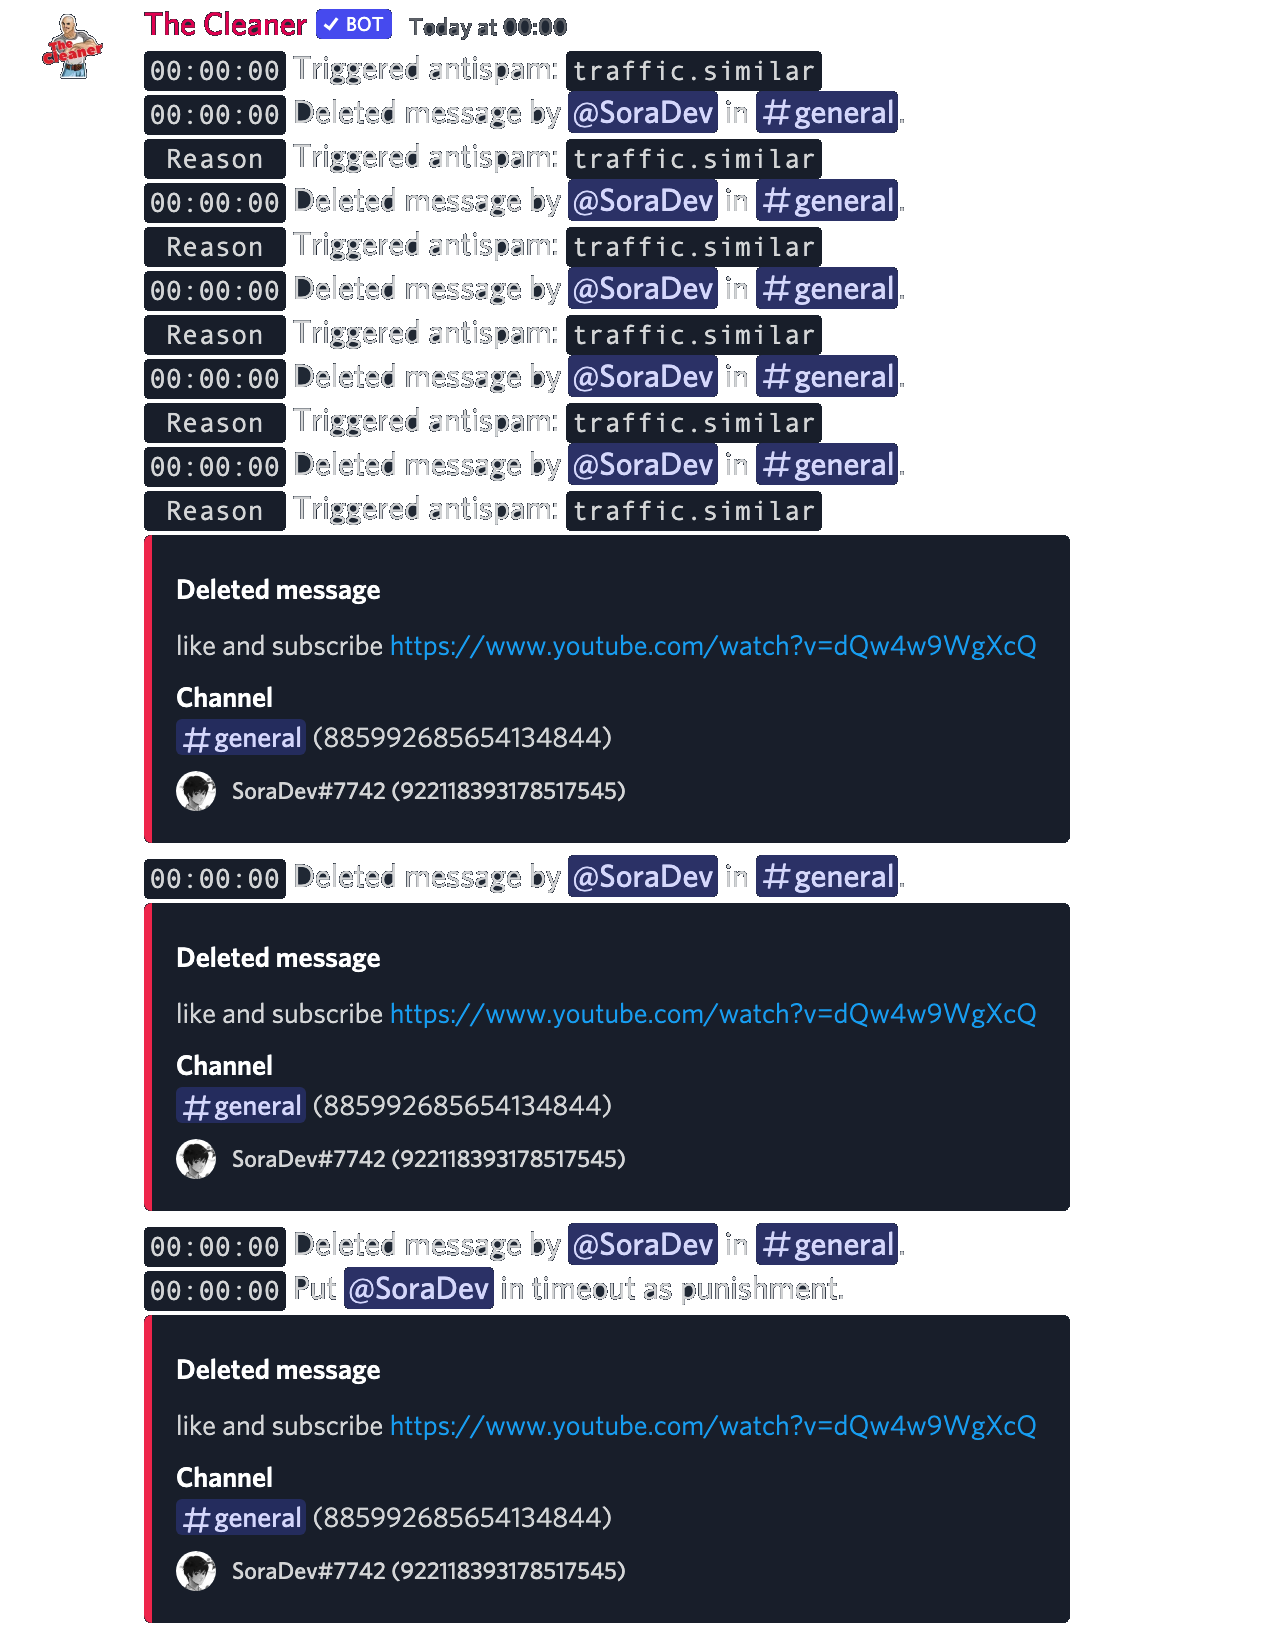 The Cleaner
The Cleaner BOT Today at 00:00
00:00:00 Triggered antispam: traffic.similar
00:00:00 Deleted message by @SoraDev in #general.
Reason Triggered antispam: traffic.similar
00:00:00 Deleted message by @SoraDev in #general.
Reason Triggered antispam: traffic.similar
00:00:00 Deleted message by @SoraDev in #general.
Reason Triggered antispam: traffic.similar
00:00:00 Deleted message by @SoraDev in #general.
Reason Triggered antispam: traffic.similar
00:00:00 Deleted message by @SoraDev in #general.
Reason Triggered antispam: traffic.similar
Deleted message
like and subscribe https://www.youtube.com/watch?v=dQw4w9WgXcQ
Channel
#general (885992685654134844)
SoraDev#7742 (922118393178517545)
00:00:00 Deleted message by @SoraDev in #general.
Deleted message
like and subscribe https://www.youtube.com/watch?v=dQw4w9WgXcQ
Channel
#general (885992685654134844)
SoraDev#7742 (922118393178517545)
00:00:00 Deleted message by @SoraDev in #general.
00:00:00 Put @SoraDev in timeout as punishment.
Deleted message
like and subscribe https://www.youtube.com/watch?v=dQw4w9WgXcQ
Channel
#general (885992685654134844)
SoraDev#7742 (922118393178517545)